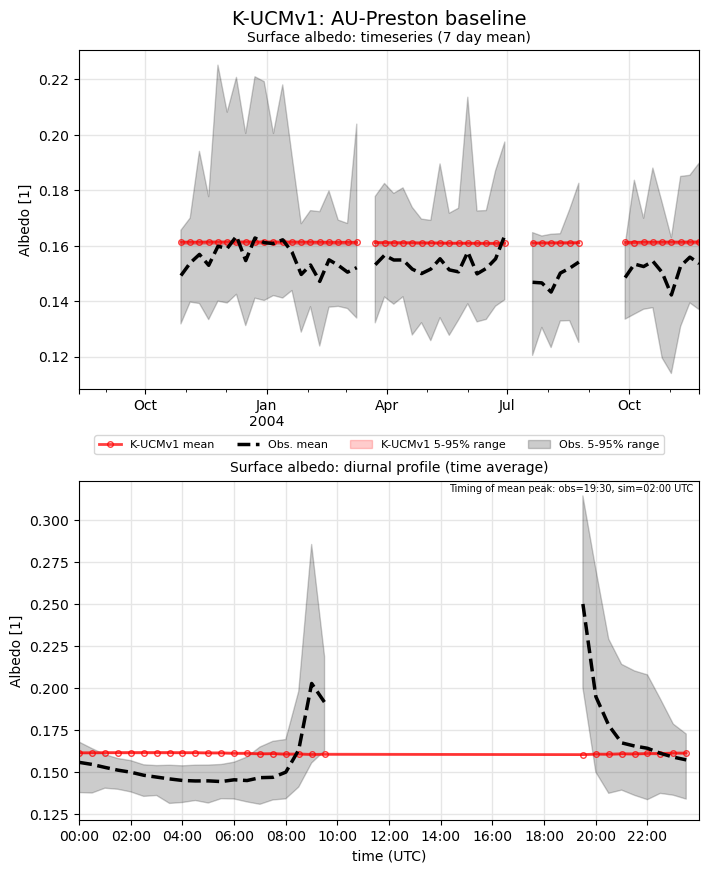 K-UCMv1: AU-Preston baseline
Surface albedo: timeseries (7 day mean)
0.22
0.20
0.18
0.16
0.14
0.12
Albedo [1]
Oct Jan Apr Jul Oct
2004
K-UCMv1 mean Obs. mean K-UCMv1 5-95% range Obs. 5-95% range
Surface albedo: diurnal profile (time average)
Timing of mean peak: obs=19:30, sim=02:00 UTC
0.300
0.275
0.250
0.225
0.200
0.175
0.150
0.125
Albedo [1]
00:00 02:00 04:00 06:00 08:00 10:00 12:00 14:00 16:00 18:00 20:00 22:00
time (UTC)